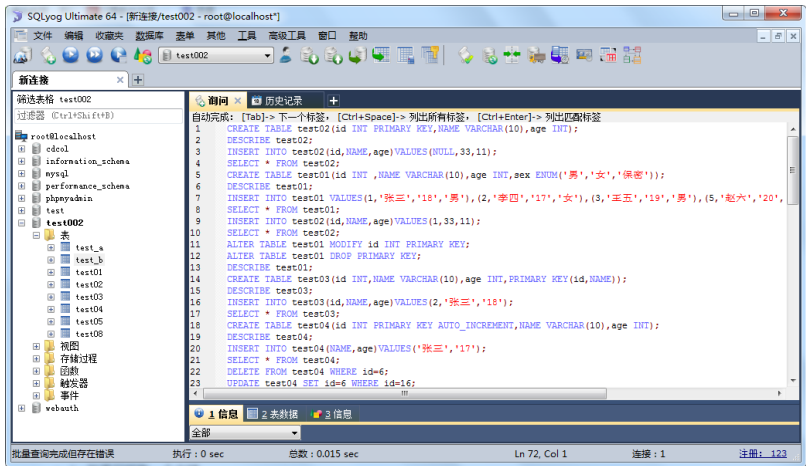 SQLyog Ultimate 64 - [新连接/test002 - root@localhost*]
文件 编辑 收藏夹 数据库 表单 其他 工具 高级工具 窗口 帮助
test002
新连接
筛选表格 test002
过滤器 (Ctrl+Shift+B)
root@localhost
cdcol
information_schema
mysql
performance_schema
phpmyadmin
test
test002
表
test_a
test_b
test01
test02
test03
test04
test05
test08
视图
存储过程
函数
触发器
事件
webauth
询问 历史记录
自动完成: [Tab]-> 下一个标签, [Ctrl+Space]-> 列出所有标签, [Ctrl+Enter]-> 列出匹配标签
1 CREATE TABLE test02(id INT PRIMARY KEY,NAME VARCHAR(10),age INT);
2 DESCRIBE test02;
3 INSERT INTO test02(id,NAME,age)VALUES(NULL,33,11);
4 SELECT * FROM test02;
5 CREATE TABLE test01(id INT ,NAME VARCHAR(10),age INT,sex ENUM('男','女','保密'));
6 DESCRIBE test01;
7 INSERT INTO test01 VALUES(1,'张三','18','男'),(2,'李四','17','女'),(3,'王五','19','男'),(5,'赵六','20',
8 SELECT * FROM test01;
9 INSERT INTO test02(id,NAME,age)VALUES(1,33,11);
10 SELECT * FROM test02;
11 ALTER TABLE test01 MODIFY id INT PRIMARY KEY;
12 ALTER TABLE test01 DROP PRIMARY KEY;
13 DESCRIBE test01;
14 CREATE TABLE test03(id INT,NAME VARCHAR(10),age INT,PRIMARY KEY(id,NAME));
15 DESCRIBE test03;
16 INSERT INTO test03(id,NAME,age)VALUES(2,'张三','18');
17 SELECT * FROM test03;
18 CREATE TABLE test04(id INT PRIMARY KEY AUTO_INCREMENT,NAME VARCHAR(10),age INT);
19 DESCRIBE test04;
20 INSERT INTO test04(NAME,age)VALUES('张三','17');
21 SELECT * FROM test04;
22 DELETE FROM test04 WHERE id=6;
23 UPDATE test04 SET id=6 WHERE id=16;
1 信息 2 表数据 3 信息
全部
批量查询完成但存在错误 执行 : 0 sec 总数 : 0.015 sec Ln 72, Col 1 连接 : 1 注册: 123